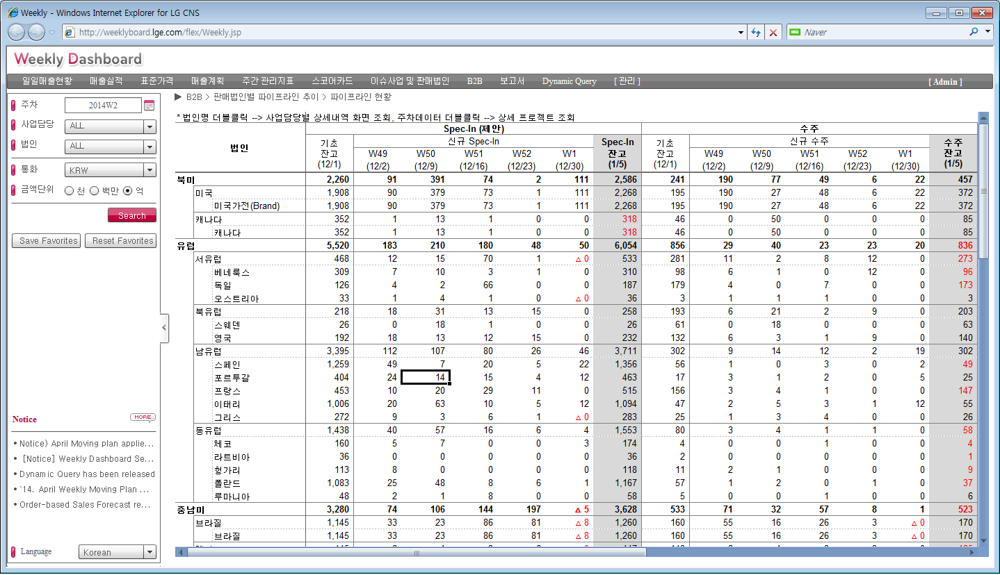 Weekly - Windows Internet Explorer for LG CNS
http://weeklyboard.lge.com/flex/Weekly.jsp
Naver
Weekly Dashboard
일일매출현황 매출실적 표준가격 매출계획 주간 관리지표 스코어카드 이슈사업 및 판매법인 B2B 보고서 Dynamic Query [ 관리 ] [ Admin ]
주차 2014W2
사업담당 ALL
법인 ALL
통화 KRW
금액단위 천 백만 억
Search
Save Favorites Reset Favorites
Notice MORE
• Notice) April Moving plan applie...
• [Notice] Weekly Dashboard Se...
• Dynamic Query has been released
• `14. April Weekly Moving Plan ...
• Order-based Sales Forecast re...
Language Korean
▶ B2B > 판매법인별 파이프라인 추이 > 파이프라인 현황
* 법인명 더블클릭 --> 사업담당별 상세내역 화면 조회, 주차데이터 더블클릭 --> 상세 프로젝트 조회
법인 Spec-In (제안) 수주
기초 잔고 (12/1) 신규 Spec-In Spec-In 잔고 (1/5) 기초 잔고 (12/1) 신규 수주 수주 잔고 (1/5)
W49 W50 W51 W52 W1 W49 W50 W51 W52 W1
(12/2) (12/9) (12/16) (12/23) (12/30) (12/2) (12/9) (12/16) (12/23) (12/30)
북미 2,260 91 391 74 2 111 2,586 241 190 77 49 6 22 457
미국 1,908 90 379 73 1 111 2,268 195 190 27 48 6 22 372
미국가전(Brand) 1,908 90 379 73 1 111 2,268 195 190 27 48 6 22 372
캐나다 352 1 13 1 0 0 318 46 0 50 0 0 0 85
캐나다 352 1 13 1 0 0 318 46 0 50 0 0 0 85
유럽 5,520 183 210 180 48 50 6,054 856 29 40 23 23 20 836
서유럽 468 12 15 70 1 △ 0 533 281 11 2 8 12 0 273
베네룩스 309 7 10 3 1 0 310 98 6 1 0 12 0 96
독일 126 4 2 66 0 0 187 179 4 0 7 0 0 173
오스트리아 33 1 4 1 0 △ 0 36 3 1 1 1 0 0 3
북유럽 218 18 31 13 15 0 258 193 6 21 2 9 0 203
스웨덴 26 0 18 1 0 0 26 61 0 18 0 0 0 63
영국 192 18 13 12 15 0 232 132 6 3 1 9 0 140
남유럽 3,395 112 107 80 26 46 3,711 302 9 14 12 2 19 302
스페인 1,259 49 7 20 5 22 1,356 56 1 0 3 0 2 49
포르투갈 404 24 14 15 4 12 463 17 3 1 2 0 5 25
프랑스 453 10 20 29 11 0 515 156 3 4 1 0 0 147
이태리 1,006 20 63 10 5 12 1,094 47 2 5 3 1 12 55
그리스 272 9 3 6 1 △ 0 283 25 1 3 4 0 0 26
동유럽 1,438 40 57 16 6 4 1,553 80 3 4 1 1 0 58
체코 160 5 7 0 0 3 174 4 0 0 1 0 0 4
라트비아 36 0 0 0 0 0 36 2 0 0 0 0 0 1
헝가리 113 8 0 0 0 0 118 11 2 1 0 0 0 9
폴란드 1,083 25 48 8 6 1 1,167 57 1 2 0 1 0 37
루마니아 48 2 1 8 0 0 58 5 0 0 1 0 0 6
중남미 3,280 74 106 144 197 △ 5 3,628 533 71 32 57 8 1 523
브라질 1,145 33 23 86 81 △ 8 1,260 160 55 16 26 3 △ 0 170
브라질 1,145 33 23 86 81 △ 8 1,260 160 55 16 26 3 △ 0 170